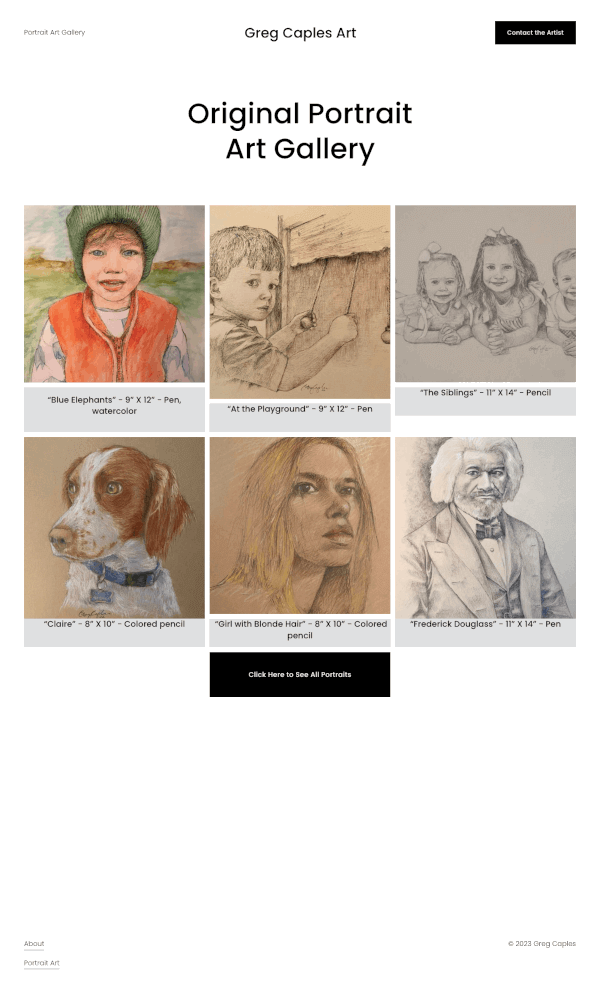 Portrait Art Gallery
Greg Caples Art
Contact the Artist
Original Portrait
Art Gallery
“Blue Elephants” - 9” X 12” - Pen,
watercolor
“At the Playground” - 9” X 12” - Pen
“The Siblings” - 11” X 14” - Pencil
“Claire” - 8” X 10” - Colored pencil
“Girl with Blonde Hair” - 8” X 10” - Colored
pencil
“Frederick Douglass” - 11” X 14” - Pen
Click Here to See All Portraits
About
© 2023 Greg Caples
Portrait Art